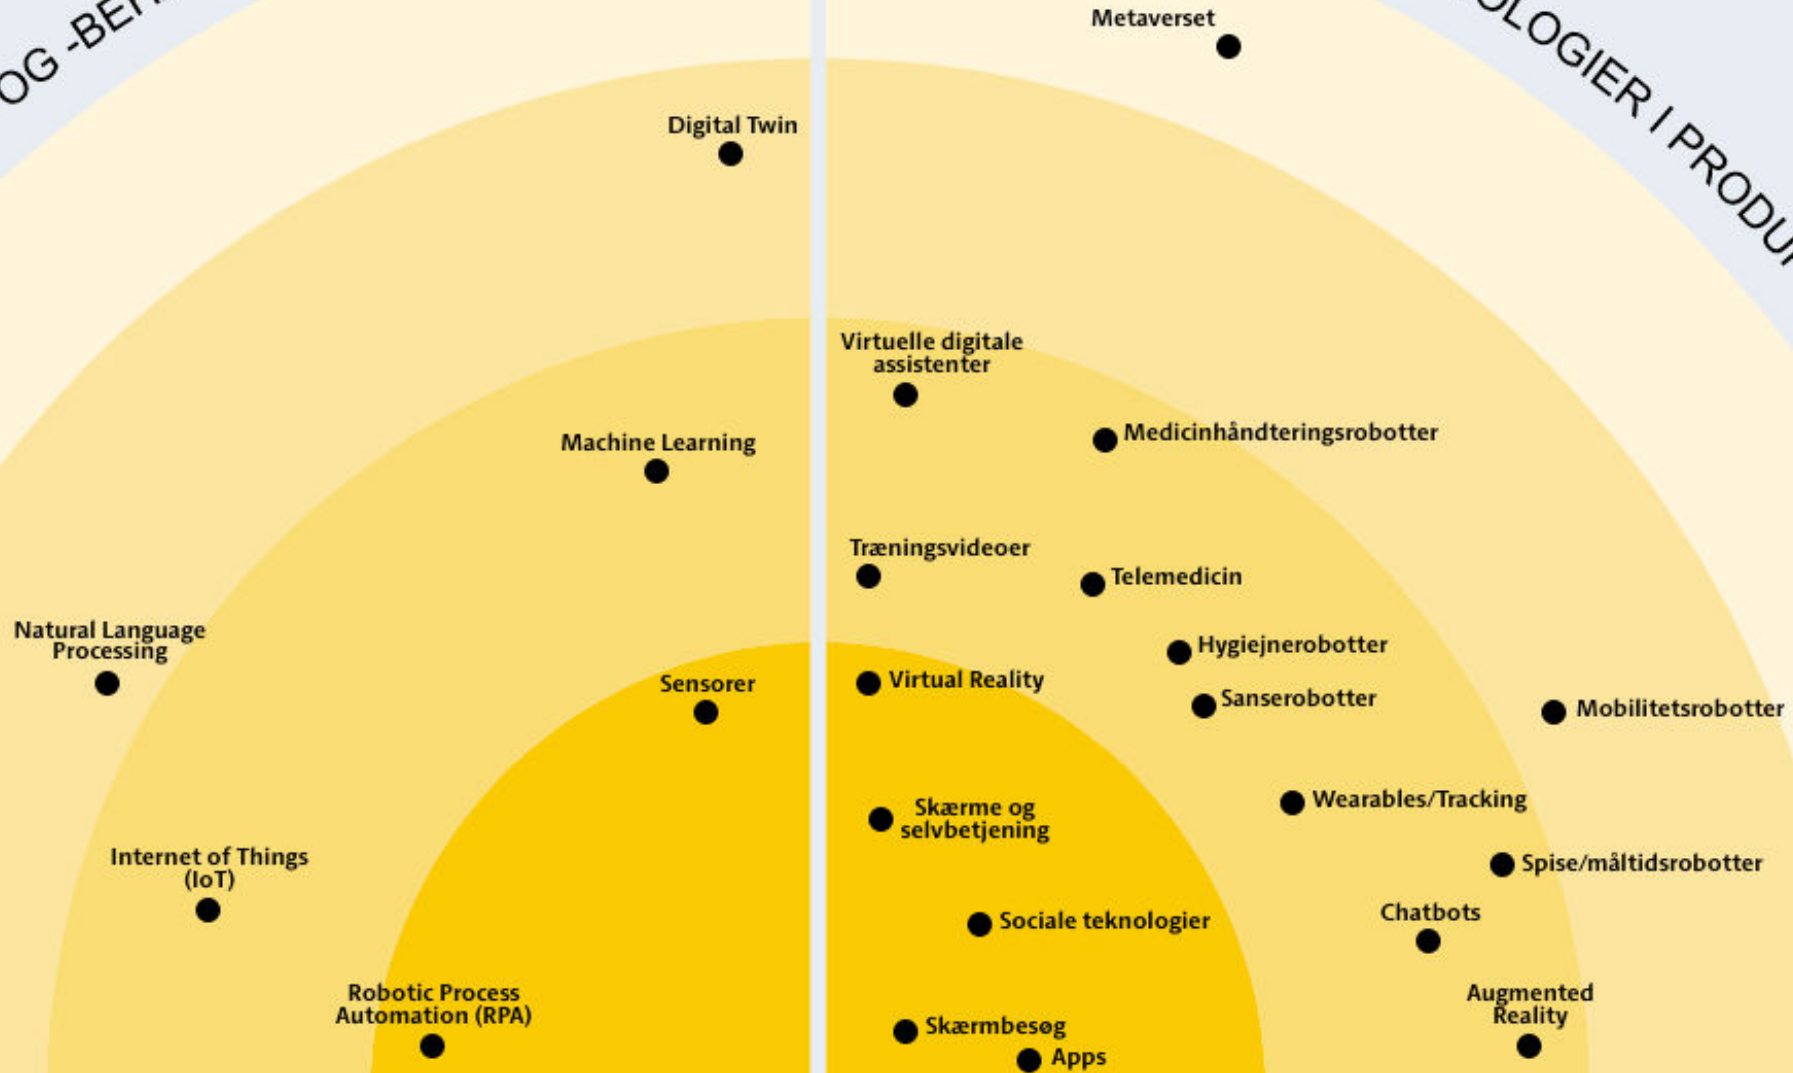 OG -BEH
OLOGIER I PRODU
Metaverset
Digital Twin
Virtuelle digitale
assistenter
Medicinhåndteringsrobotter
Machine Learning
Træningsvideoer
Telemedicin
Natural Language
Processing
Hygiejnerobotter
Sensorer
Virtual Reality
Sanserobotter
Mobilitetsrobotter
Skærme og
selvbetjening
Wearables/Tracking
Internet of Things
(IoT)
Spise/måltidsrobotter
Sociale teknologier
Chatbots
Robotic Process
Automation (RPA)
Augmented
Reality
Skærmbesøg
Apps